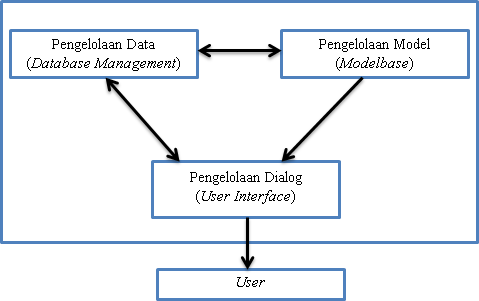 Pengelolaan Data
(Database Management)
Pengelolaan Model
(Modelbase)
Pengelolaan Dialog
(User Interface)
User